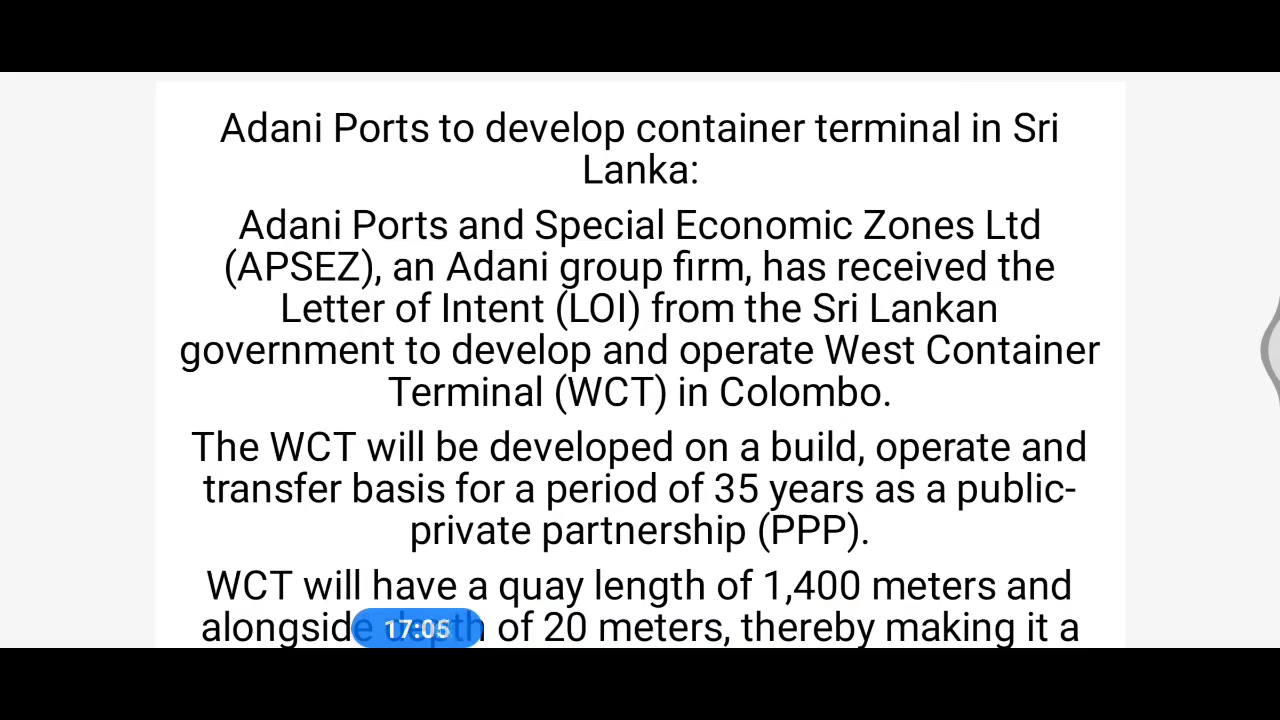 Adani Ports to develop container terminal in Sri
Lanka:
Adani Ports and Special Economic Zones Ltd
(APSEZ), an Adani group firm, has received the
Letter of Intent (LOI) from the Sri Lankan
government to develop and operate West Container
Terminal (WCT) in Colombo.
The WCT will be developed on a build, operate and
transfer basis for a period of 35 years as a public-
private partnership (PPP).
WCT will have a quay length of 1,400 meters and
alongside depth of 20 meters, thereby making it a
17:05